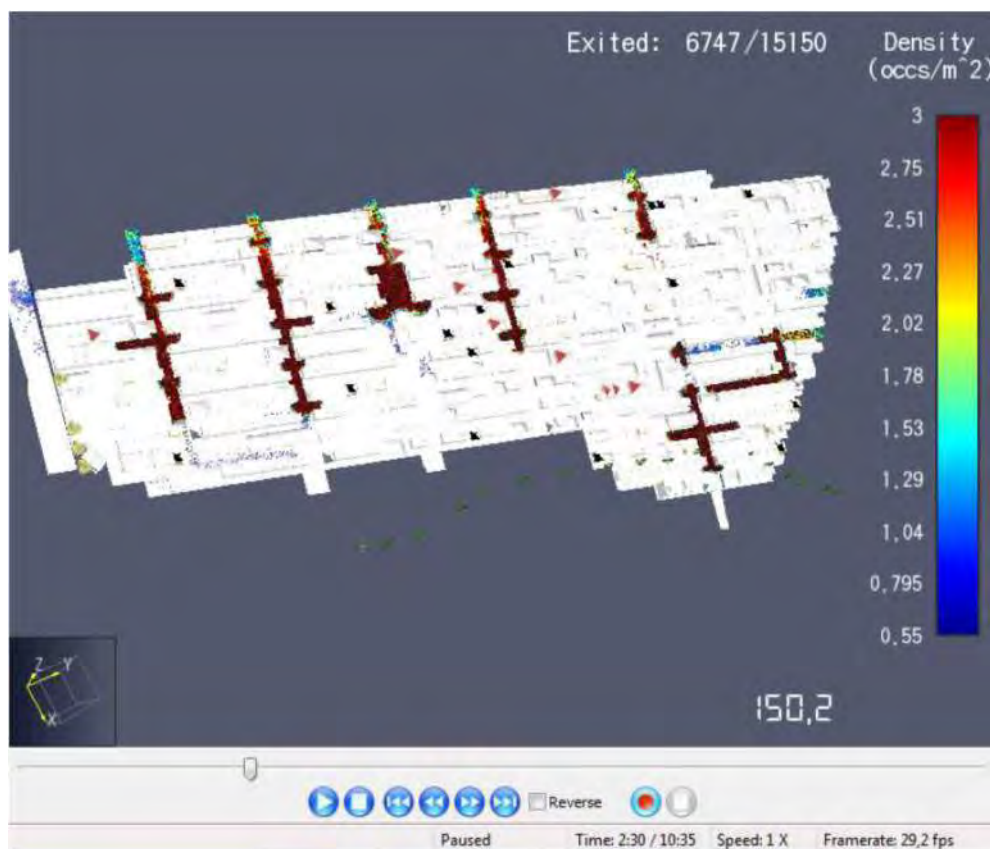 Exited: 6747/15150
Density
(occs/m^2)
3
2,75
2,51
2,27
2,02
1,78
1,53
1,29
1,04
0,795
0,55
Z
Y
X
150,2
Reverse
Paused
Time: 2:30 / 10:35
Speed: 1 X
Framerate: 29,2 fps